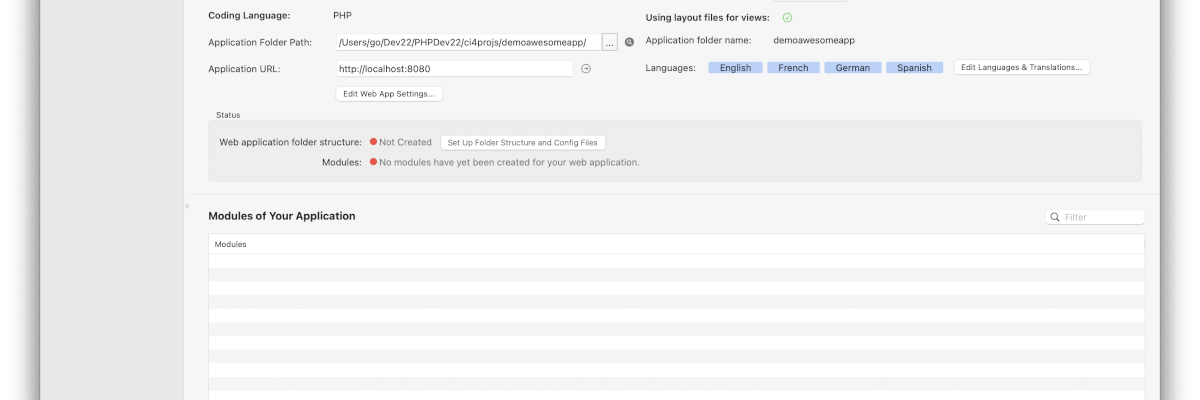 Coding Language: PHP
Using layout files for views:
Application Folder Path: /Users/go/Dev22/PHPDev22/ci4projs/demoawesomeapp/ ...
Application folder name: demoawesomeapp
Application URL: http://localhost:8080
Languages: English French German Spanish Edit Languages & Translations...
Edit Web App Settings...
Status
Web application folder structure: Not Created Set Up Folder Structure and Config Files
Modules: No modules have yet been created for your web application.
Modules of Your Application
Filter
Modules